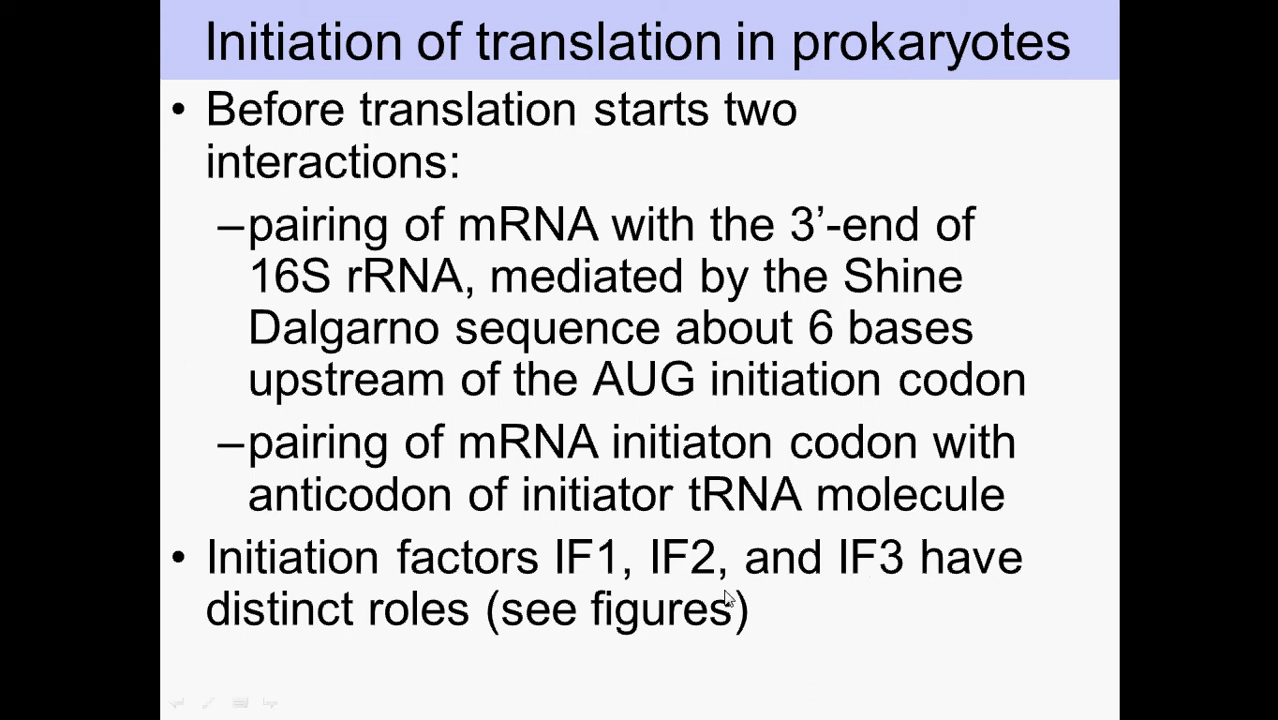 Initiation of translation in prokaryotes
• Before translation starts two
interactions:
–pairing of mRNA with the 3’-end of
16S rRNA, mediated by the Shine
Dalgarno sequence about 6 bases
upstream of the AUG initiation codon
–pairing of mRNA initiaton codon with
anticodon of initiator tRNA molecule
• Initiation factors IF1, IF2, and IF3 have
distinct roles (see figures)